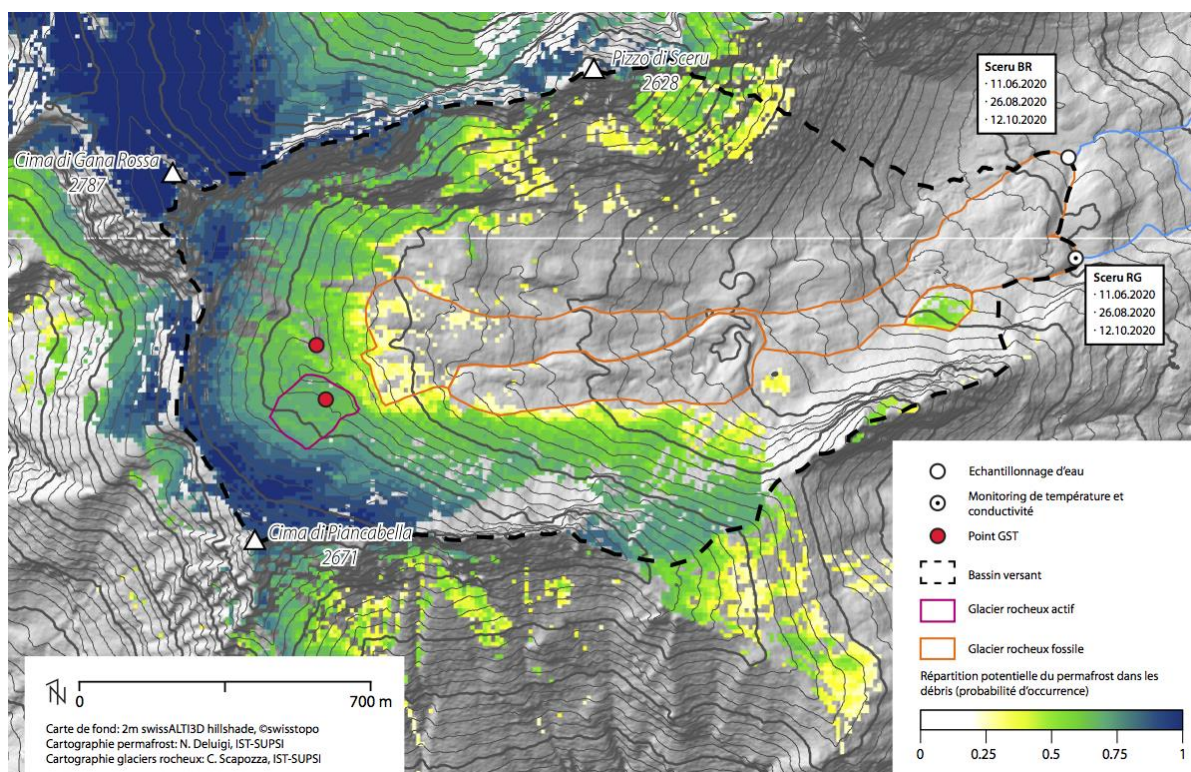 Pizzo di Sceru
2628
Cima di Gana Rossa
2787
Sceru BR
· 11.06.2020
· 26.08.2020
· 12.10.2020
Sceru RG
· 11.06.2020
· 26.08.2020
· 12.10.2020
Cima di Piancabella
2671
Echantillonnage d'eau
Monitoring de température et
conductivité
Point GST
Bassin versant
Glacier rocheux actif
Glacier rocheux fossile
Répartition potentielle du permafrost dans les
débris (probabilité d'occurrence)
0 0.25 0.5 0.75 1
N
0 700 m
Carte de fond: 2m swissALTI3D hillshade, ©swisstopo
Cartographie permafrost: N. Deluigi, IST-SUPSI
Cartographie glaciers rocheux: C. Scapozza, IST-SUPSI